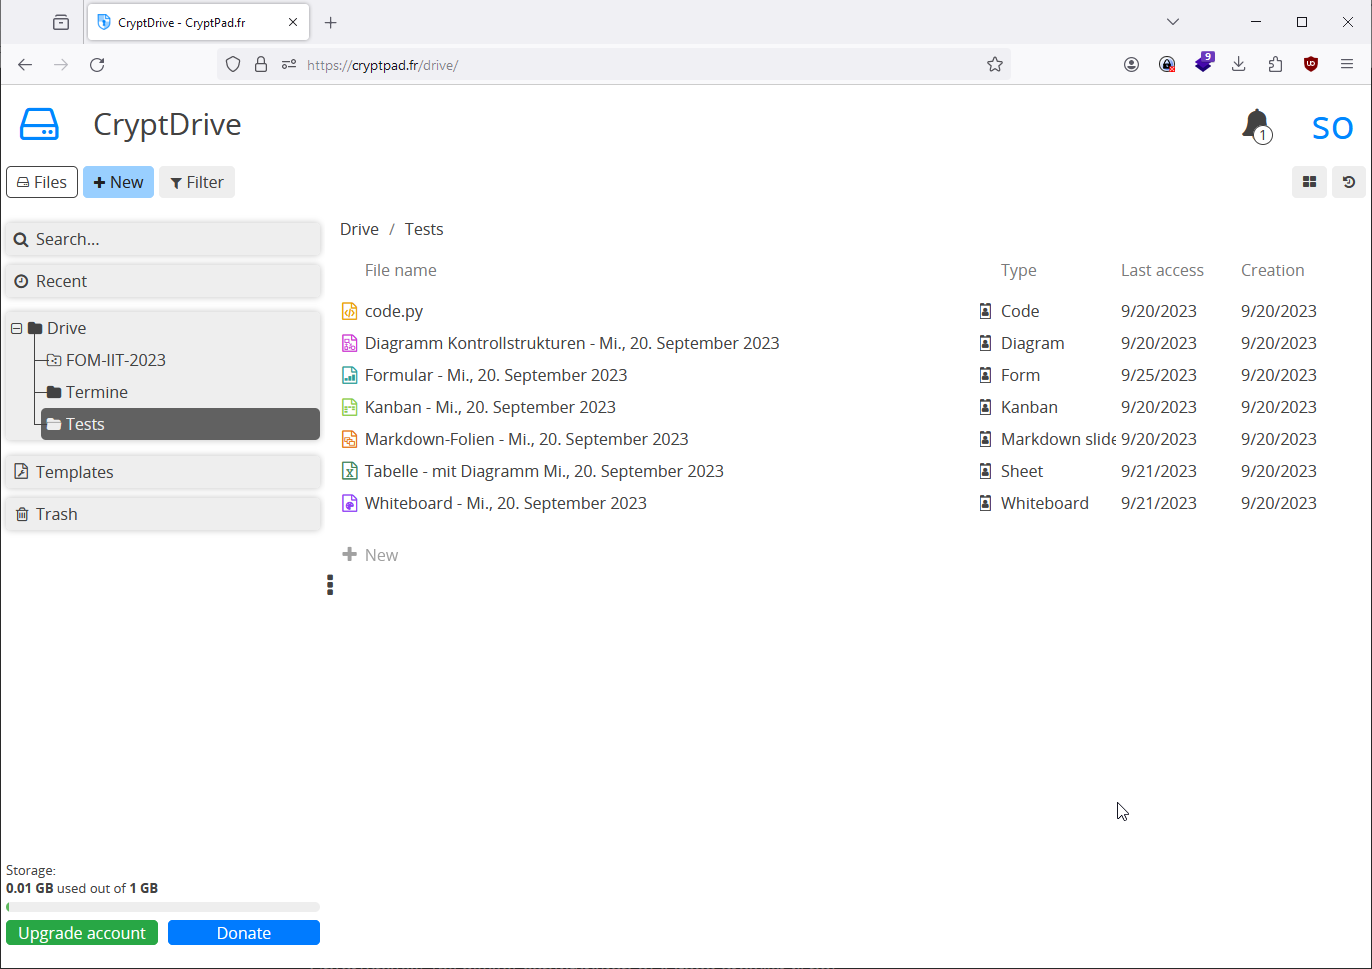 CryptDrive - CryptPad.fr
https://cryptpad.fr/drive/
9
CryptDrive
1
SO
Files
New
Filter
Search...
Recent
Drive
FOM-IIT-2023
Termine
Tests
Templates
Trash
Drive / Tests
File name Type Last access Creation
code.py Code 9/20/2023 9/20/2023
Diagramm Kontrollstrukturen - Mi., 20. September 2023 Diagram 9/20/2023 9/20/2023
Formular - Mi., 20. September 2023 Form 9/25/2023 9/20/2023
Kanban - Mi., 20. September 2023 Kanban 9/20/2023 9/20/2023
Markdown-Folien - Mi., 20. September 2023 Markdown slide 9/20/2023 9/20/2023
Tabelle - mit Diagramm Mi., 20. September 2023 Sheet 9/21/2023 9/20/2023
Whiteboard - Mi., 20. September 2023 Whiteboard 9/21/2023 9/20/2023
New
Storage:
0.01 GB used out of 1 GB
Upgrade account
Donate